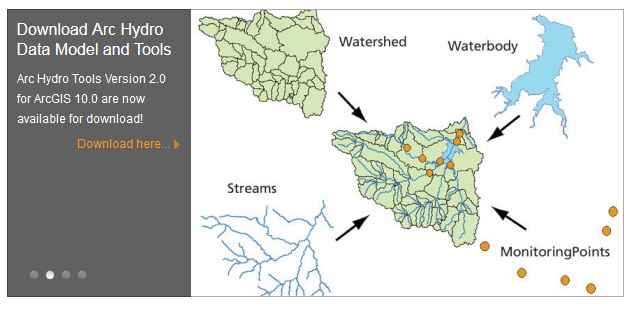 Download Arc Hydro
Data Model and Tools
Arc Hydro Tools Version 2.0
for ArcGIS 10.0 are now
available for download!
Download here...
Watershed
Waterbody
Streams
MonitoringPoints